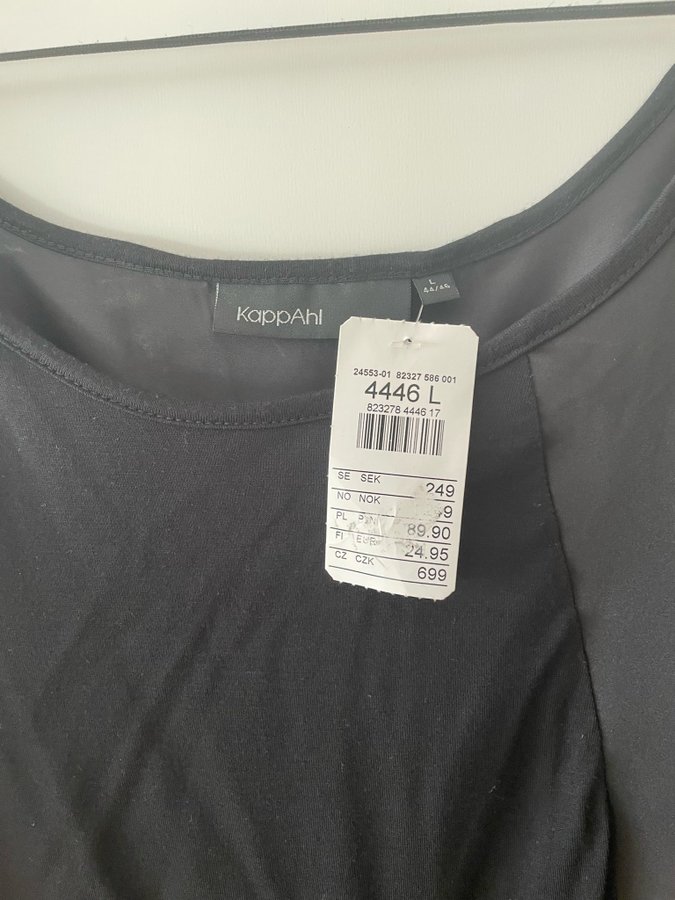 KappAhl
L
44/46
24553-01 82327 586 001
4446 L
823278 4446 17
SE SEK 249
NO NOK
PL 89.90
FI EUR 24.95
CZ CZK 699